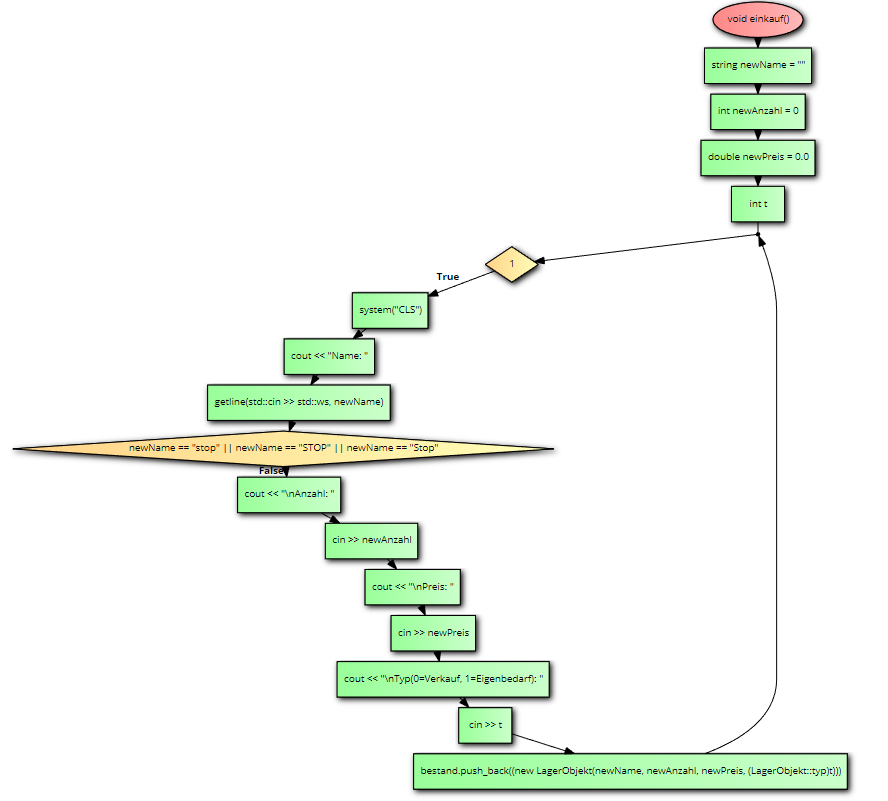 void einkauf()
string newName = ""
int newAnzahl = 0
double newPreis = 0.0
int t
1
True
system("CLS")
cout << "Name: "
getline(std::cin >> std::ws, newName)
newName == "stop" || newName == "STOP" || newName == "Stop"
False
cout << "\nAnzahl: "
cin >> newAnzahl
cout << "\nPreis: "
cin >> newPreis
cout << "\nTyp(0=Verkauf, 1=Eigenbedarf): "
cin >> t
bestand.push_back((new LagerObjekt(newName, newAnzahl, newPreis, (LagerObjekt::typ)t)))